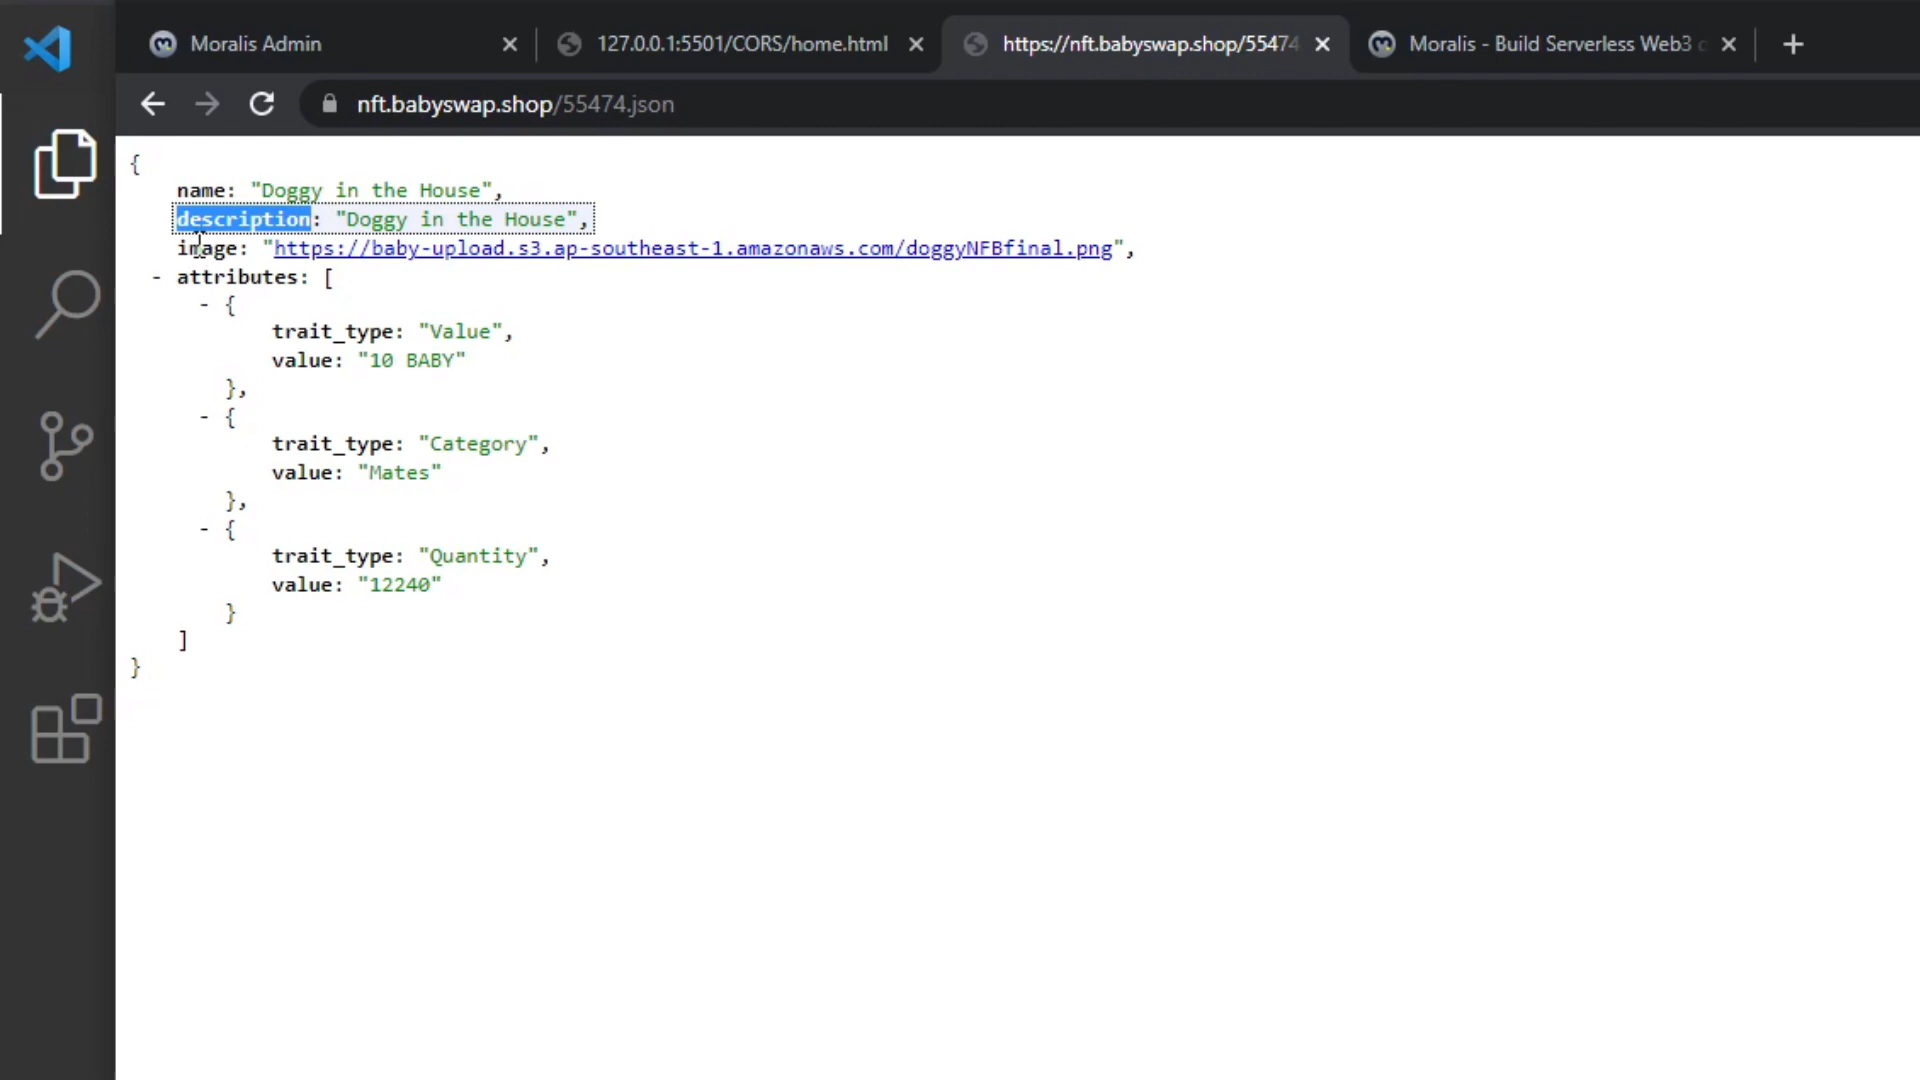 Moralis Admin
127.0.0.1:5501/CORS/home.html
https://nft.babyswap.shop/55474
Moralis - Build Serverless Web3
nft.babyswap.shop/55474.json
{
name: "Doggy in the House",
description: "Doggy in the House",
image: "https://baby-upload.s3.ap-southeast-1.amazonaws.com/doggyNFBfinal.png",
- attributes: [
- {
trait_type: "Value",
value: "10 BABY"
},
- {
trait_type: "Category",
value: "Mates"
},
- {
trait_type: "Quantity",
value: "12240"
}
]
}